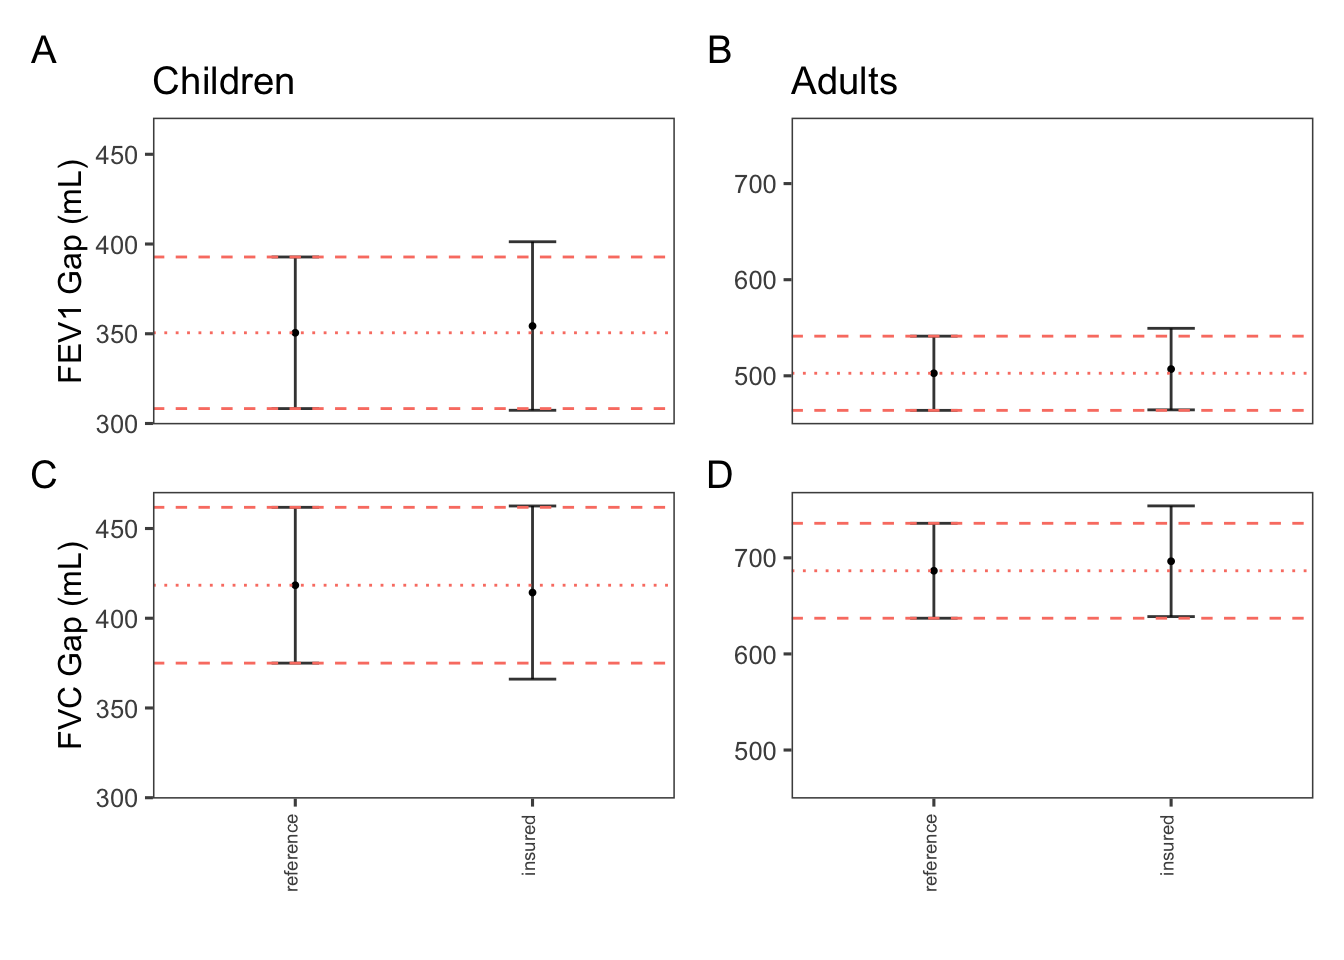 A
B
Children
Adults
FEV1 Gap (mL)
450
400
350
300
700
600
500
C
D
FVC Gap (mL)
450
400
350
300
700
600
500
reference
insured
reference
insured